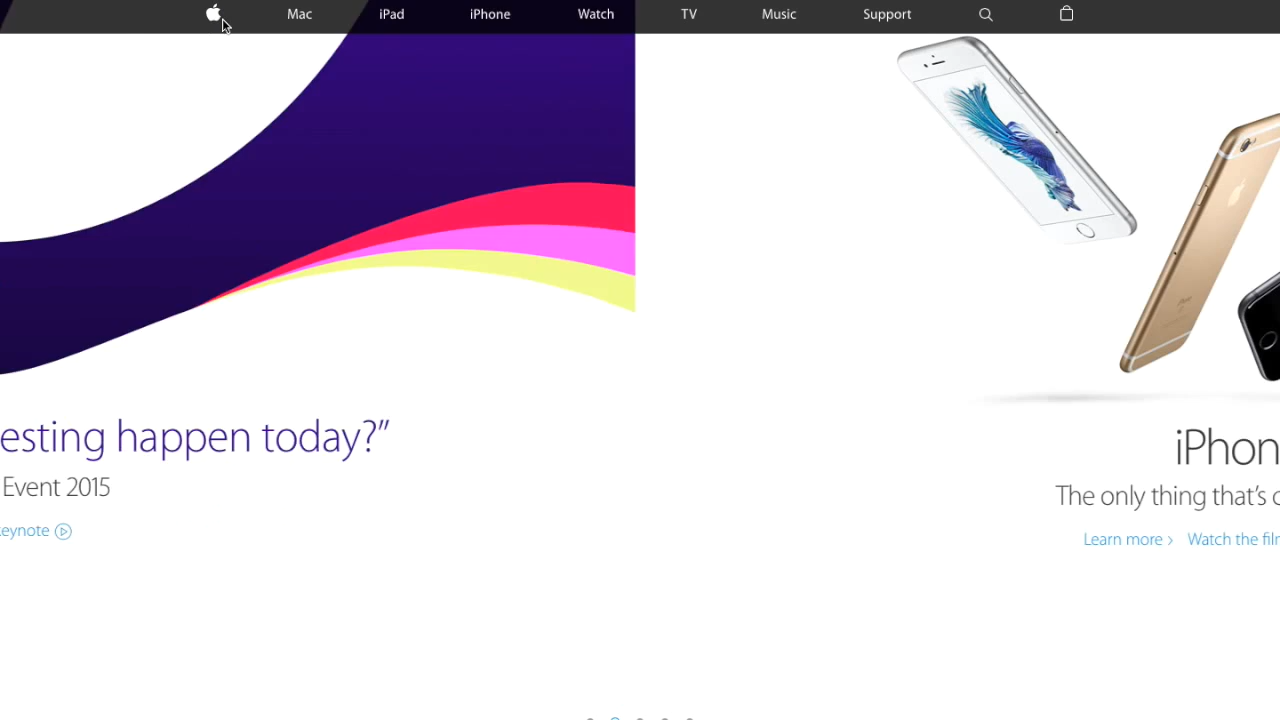 Mac iPad iPhone Watch TV Music Support
esting happen today?”
Event 2015
eynote
iPhon
The only thing that's c
Learn more › Watch the film